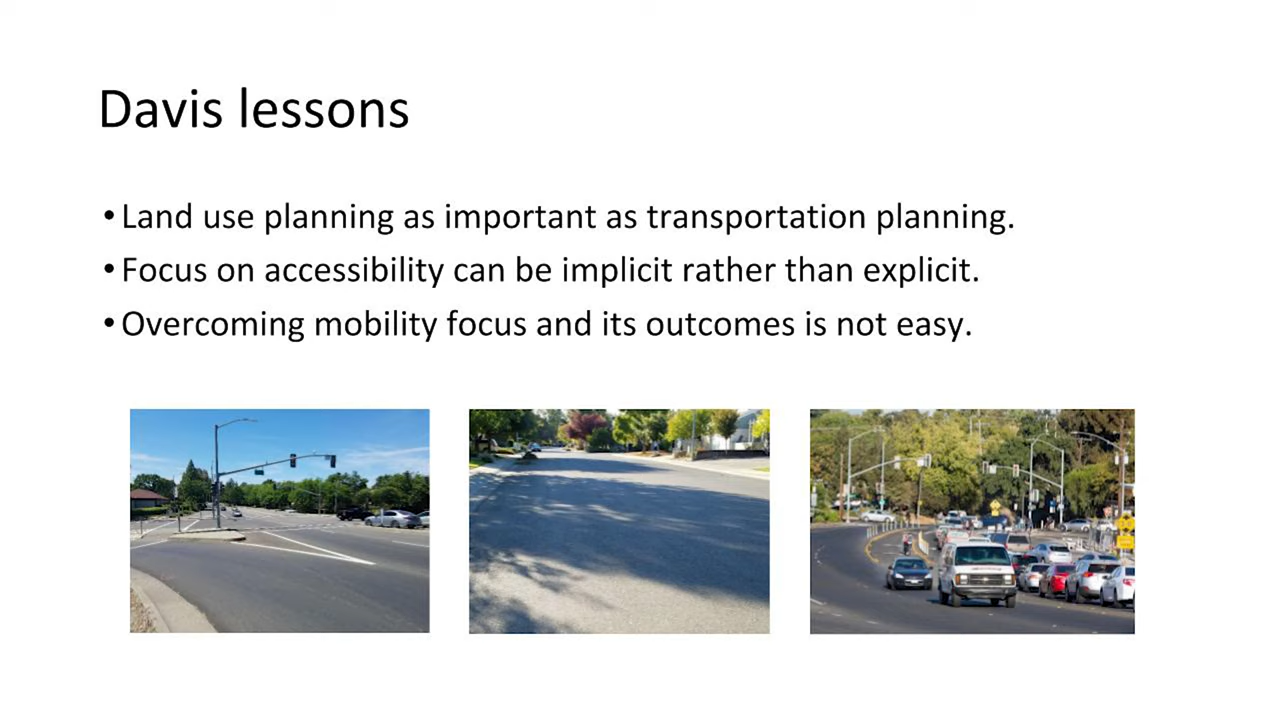 Davis lessons
• Land use planning as important as transportation planning.
• Focus on accessibility can be implicit rather than explicit.
• Overcoming mobility focus and its outcomes is not easy.